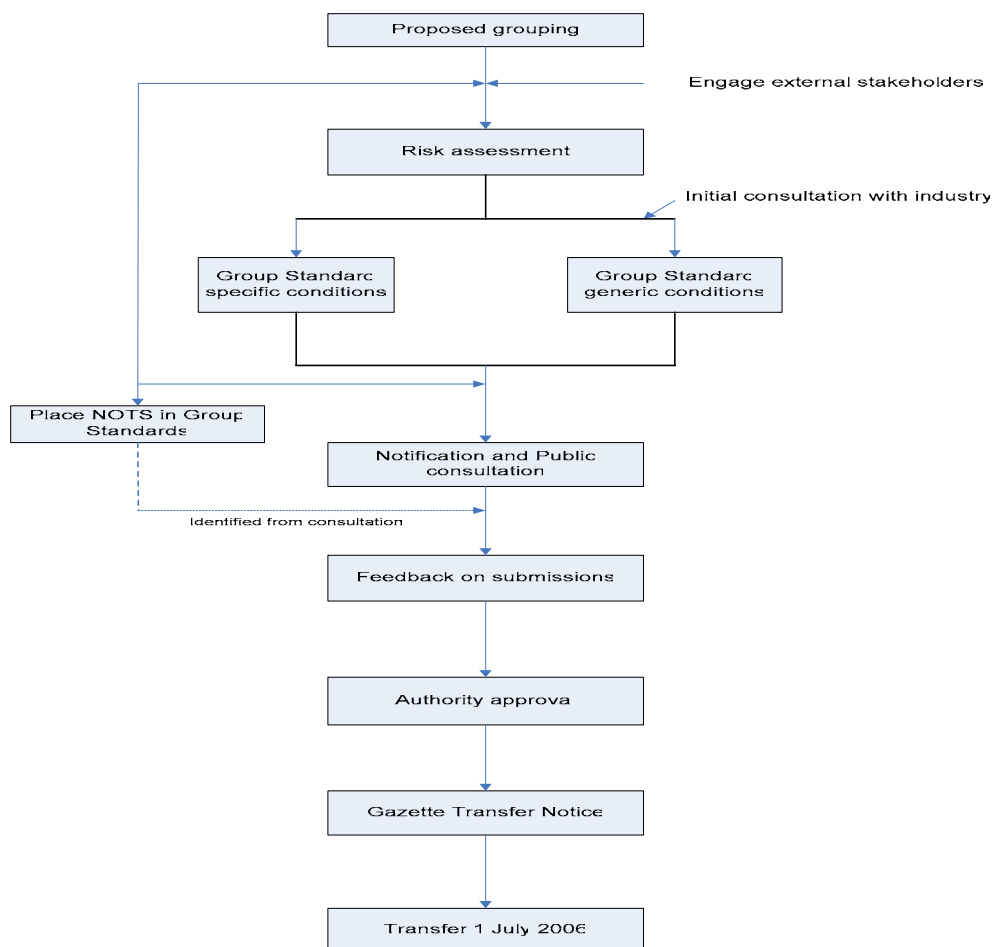 Proposed grouping
Engage external stakeholders
Risk assessment
Initial consultation with industry
Group Standard
specific conditions
Group Standard
generic conditions
Place NOTS in Group
Standards
Notification and Public
consultation
Identified from consultation
Feedback on submissions
Authority approva
Gazette Transfer Notice
Transfer 1 July 2006